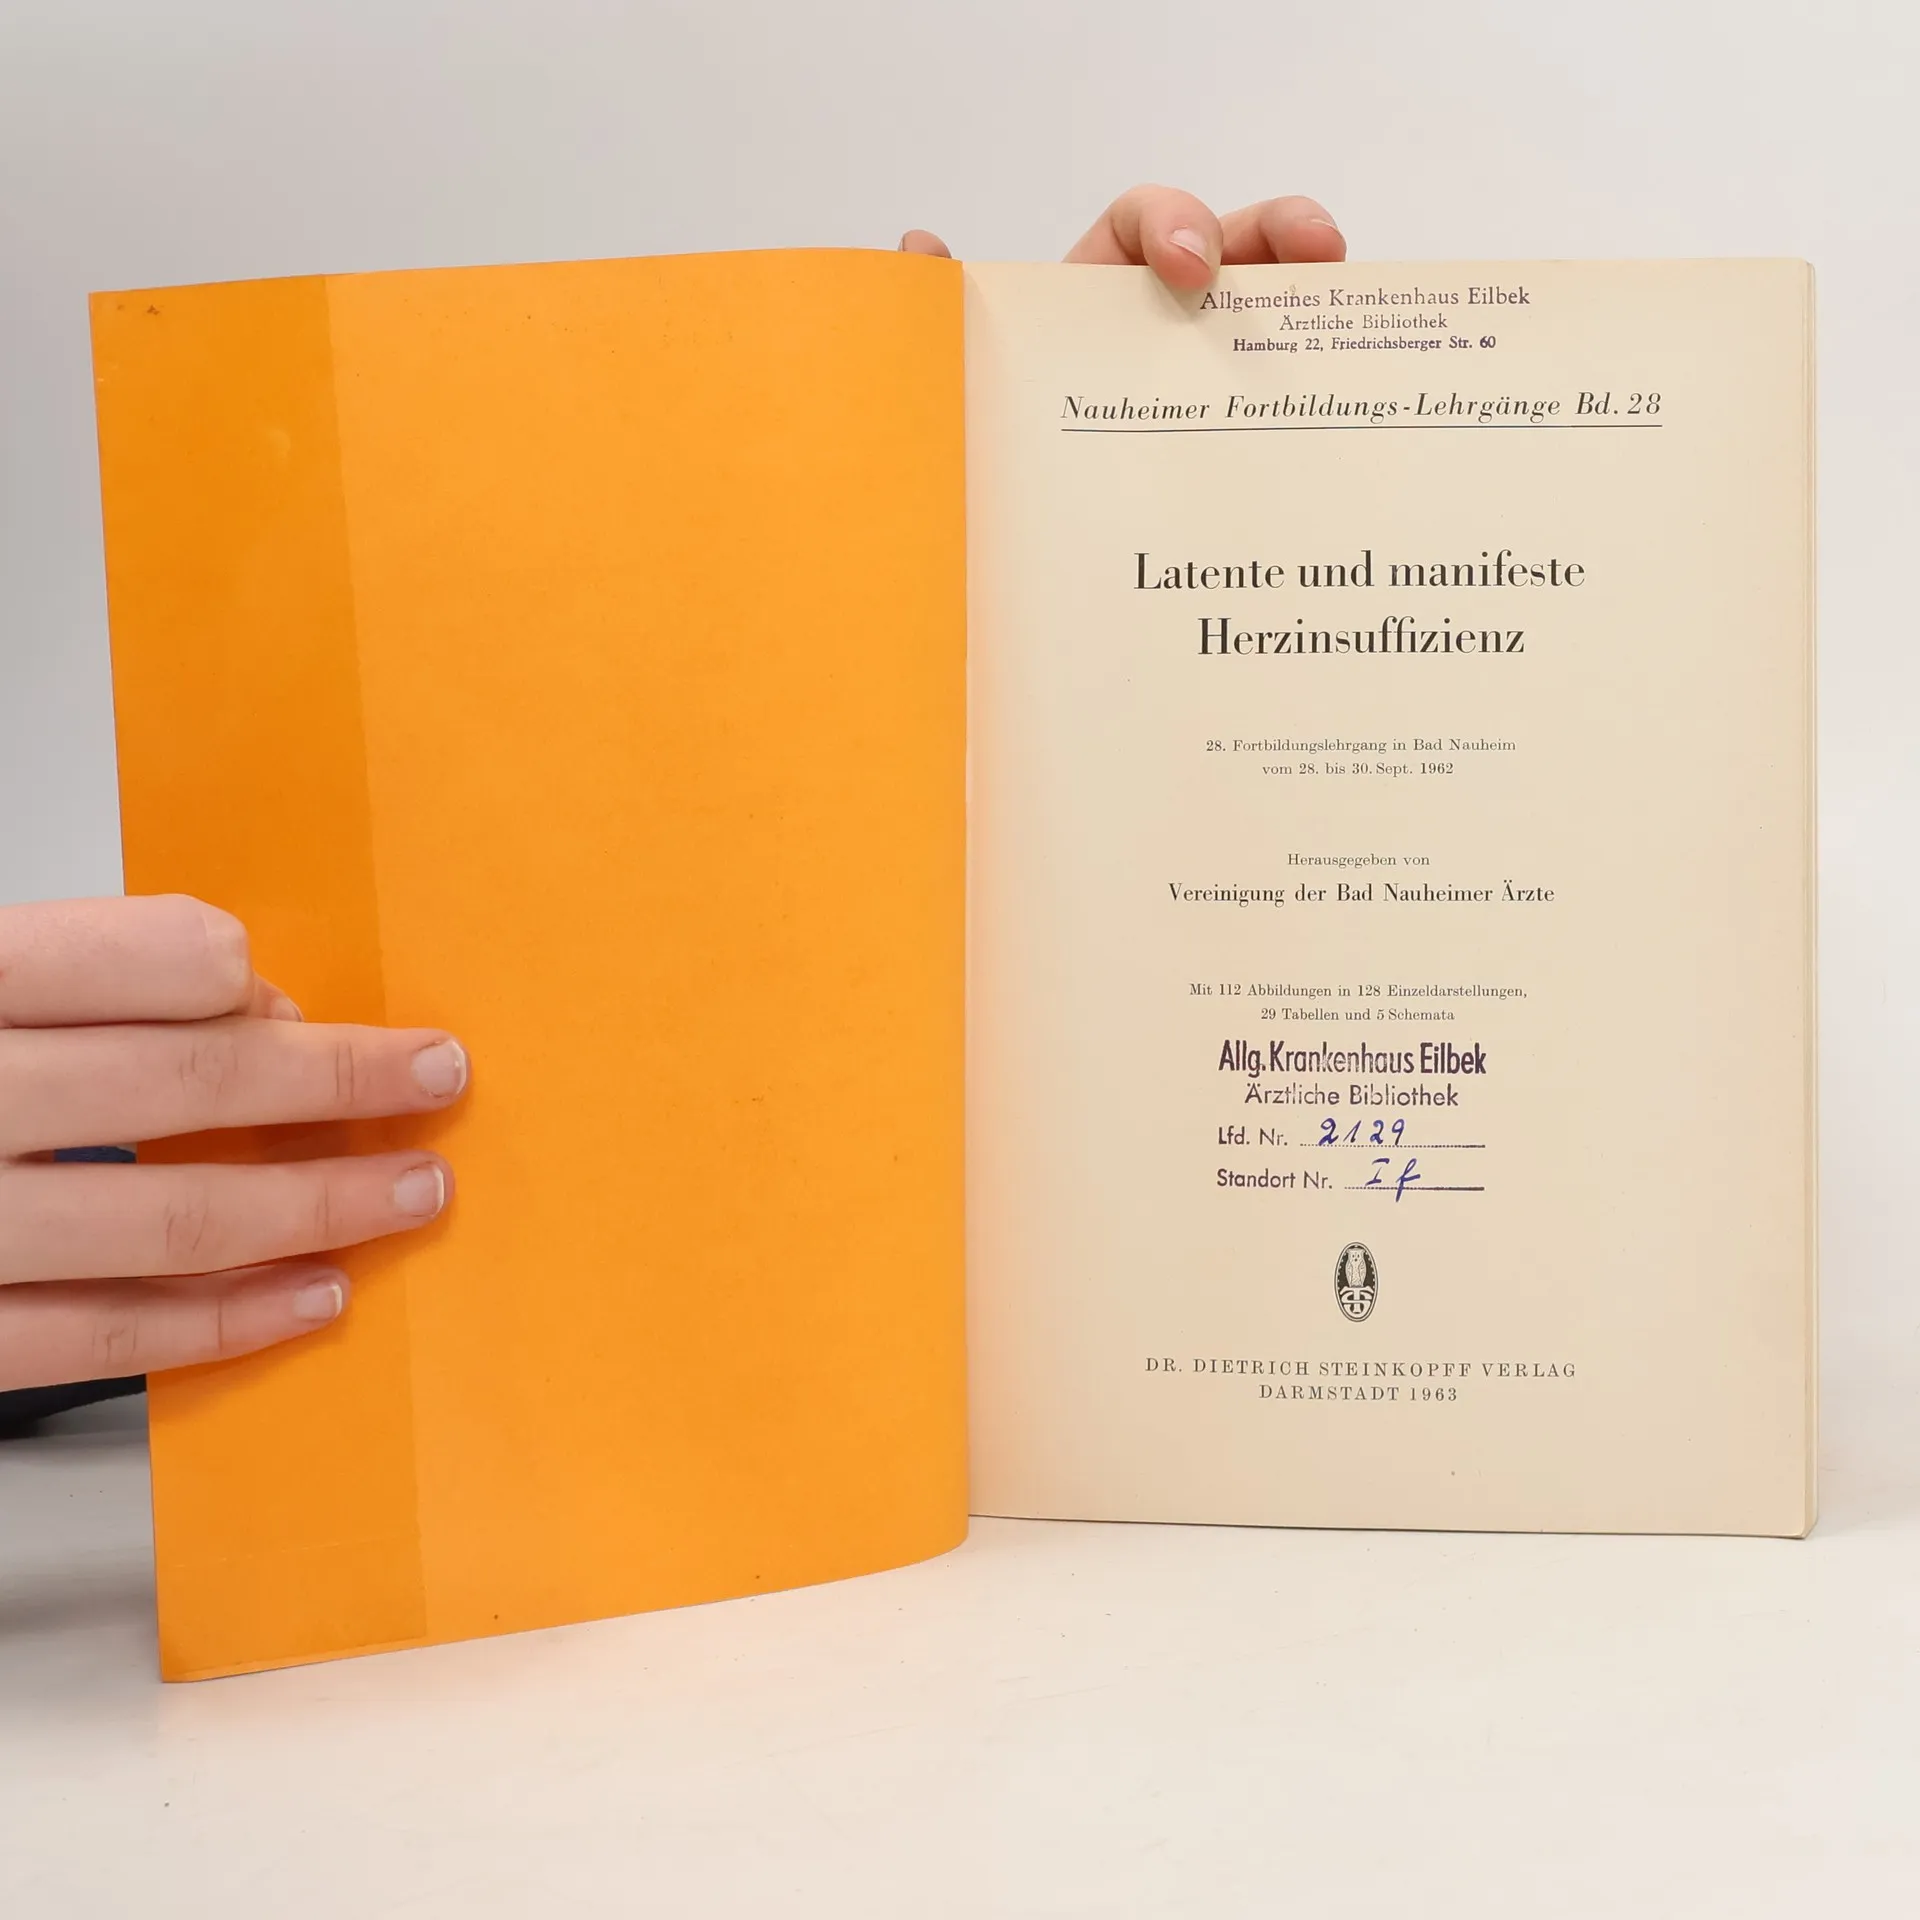 Allgemeines Krankenhaus Eilbek
Ärztliche Bibliothek
Hamburg 22, Friedrichsberger Str. 60
Nauheimer Fortbildungs-Lehrgänge Bd. 28
Latente und manifeste
Herzinsuffizienz
28. Fortbildungslehrgang in Bad Nauheim
vom 28. bis 30. Sept. 1962
Herausgegeben von
Vereinigung der Bad Nauheimer Ärzte
Mit 112 Abbildungen in 128 Einzeldarstellungen,
29 Tabellen und 5 Schemata
Allg. Krankenhaus Eilbek
Ärztliche Bibliothek
Lfd. Nr. 2129
Standort Nr. I f
DR. DIETRICH STEINKOPFF VERLAG
DARMSTADT 1963